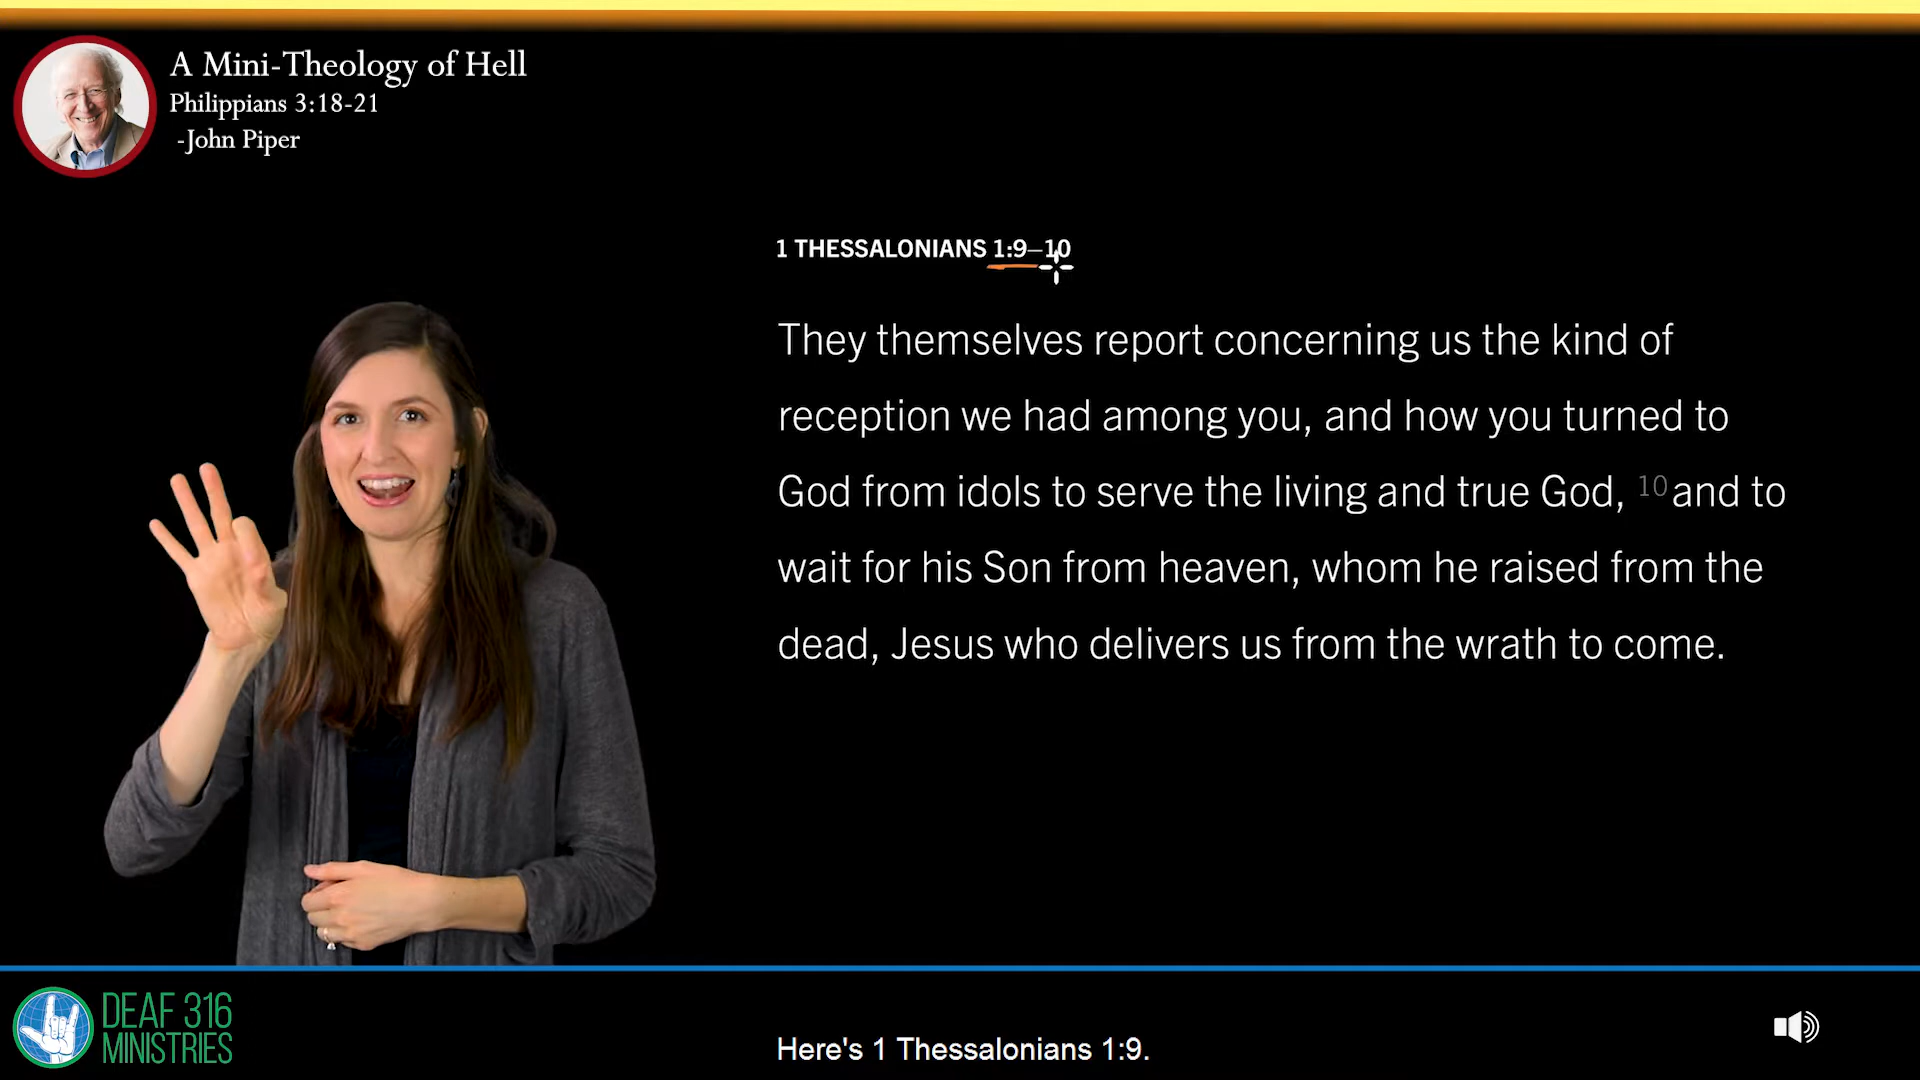 A Mini-Theology of Hell
Philippians 3:18-21
-John Piper
1 THESSALONIANS 1:9–10
They themselves report concerning us the kind of
reception we had among you, and how you turned to
God from idols to serve the living and true God, 10 and to
wait for his Son from heaven, whom he raised from the
dead, Jesus who delivers us from the wrath to come.
DEAF 316
MINISTRIES
Here's 1 Thessalonians 1:9.